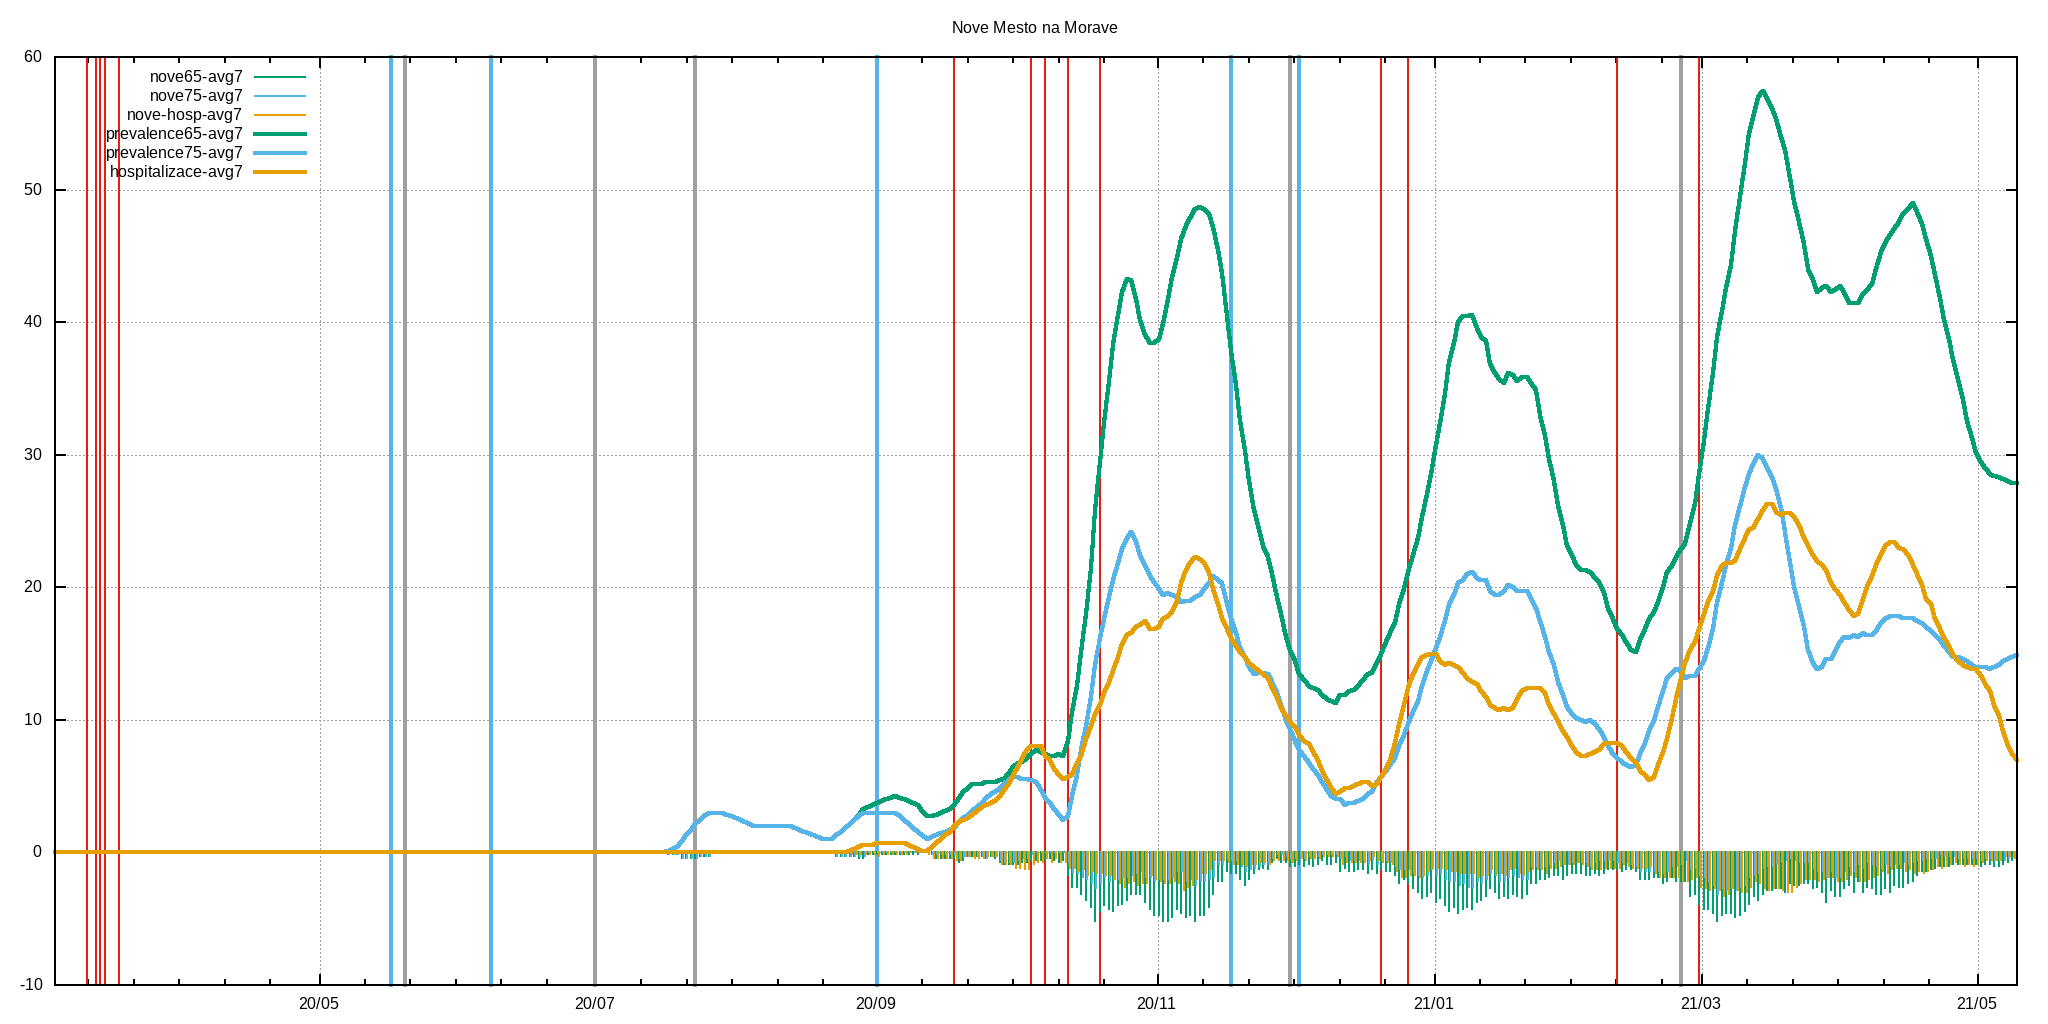 Nove Mesto na Morave
60
50
40
30
20
10
0
-10
nove65-avg7
nove75-avg7
nove-hosp-avg7
prevalence65-avg7
prevalence75-avg7
hospitalizace-avg7
20/05 20/07 20/09 20/11 21/01 21/03 21/05